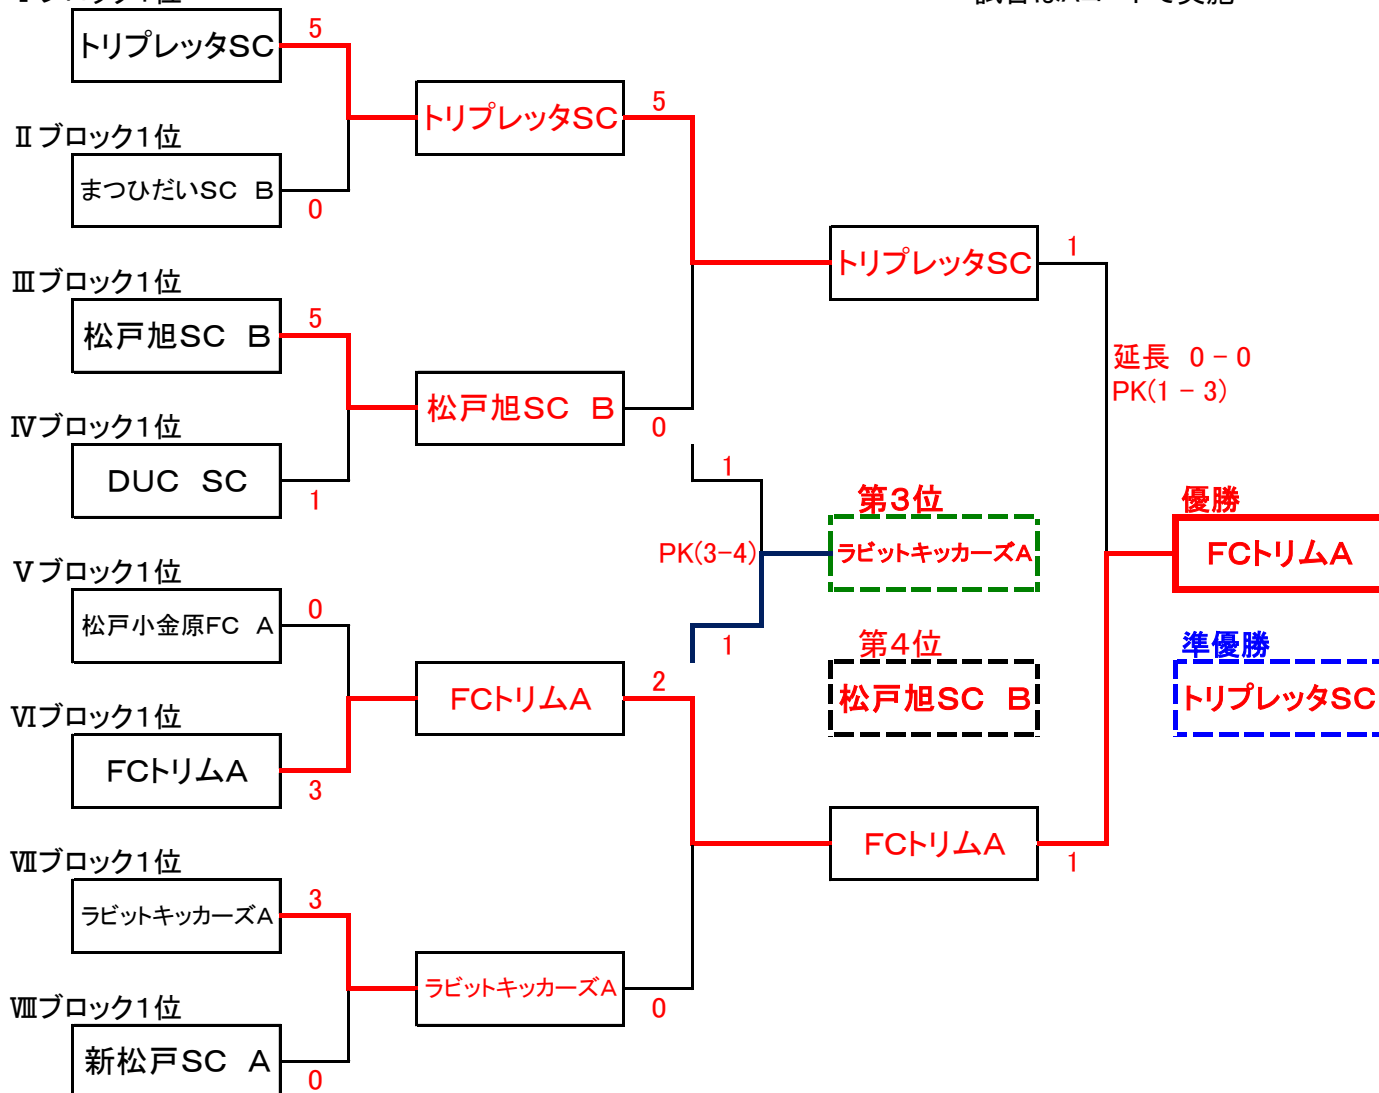 トリプレッタSC
5
トリプレッタSC
5
Ⅱブロック1位
まつひだいSC B
0
トリプレッタSC
1
Ⅲブロック1位
松戸旭SC B
5
延長 0-0
PK(1-3)
松戸旭SC B
0
Ⅳブロック1位
DUC SC
1
1
第3位
ラビットキッカーズA
PK(3-4)
1
優勝
FCトリムA
Ⅴブロック1位
松戸小金原FC A
0
第4位
松戸旭SC B
準優勝
トリプレッタSC
FCトリムA
2
Ⅵブロック1位
FCトリムA
3
FCトリムA
1
Ⅶブロック1位
ラビットキッカーズA
3
ラビットキッカーズA
0
Ⅷブロック1位
新松戸SC A
0